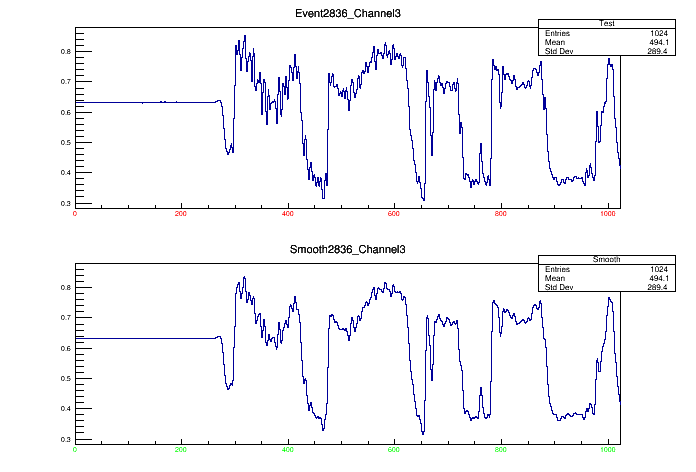 Event2836_Channel3
Test
Entries 1024
Mean 494.1
Std Dev 289.4
0.8
0.7
0.6
0.5
0.4
0.3
0 200 400 600 800 1000
Smooth2836_Channel3
Smooth
Entries 1024
Mean 494.1
Std Dev 289.4
0.8
0.7
0.6
0.5
0.4
0.3
0 200 400 600 800 1000